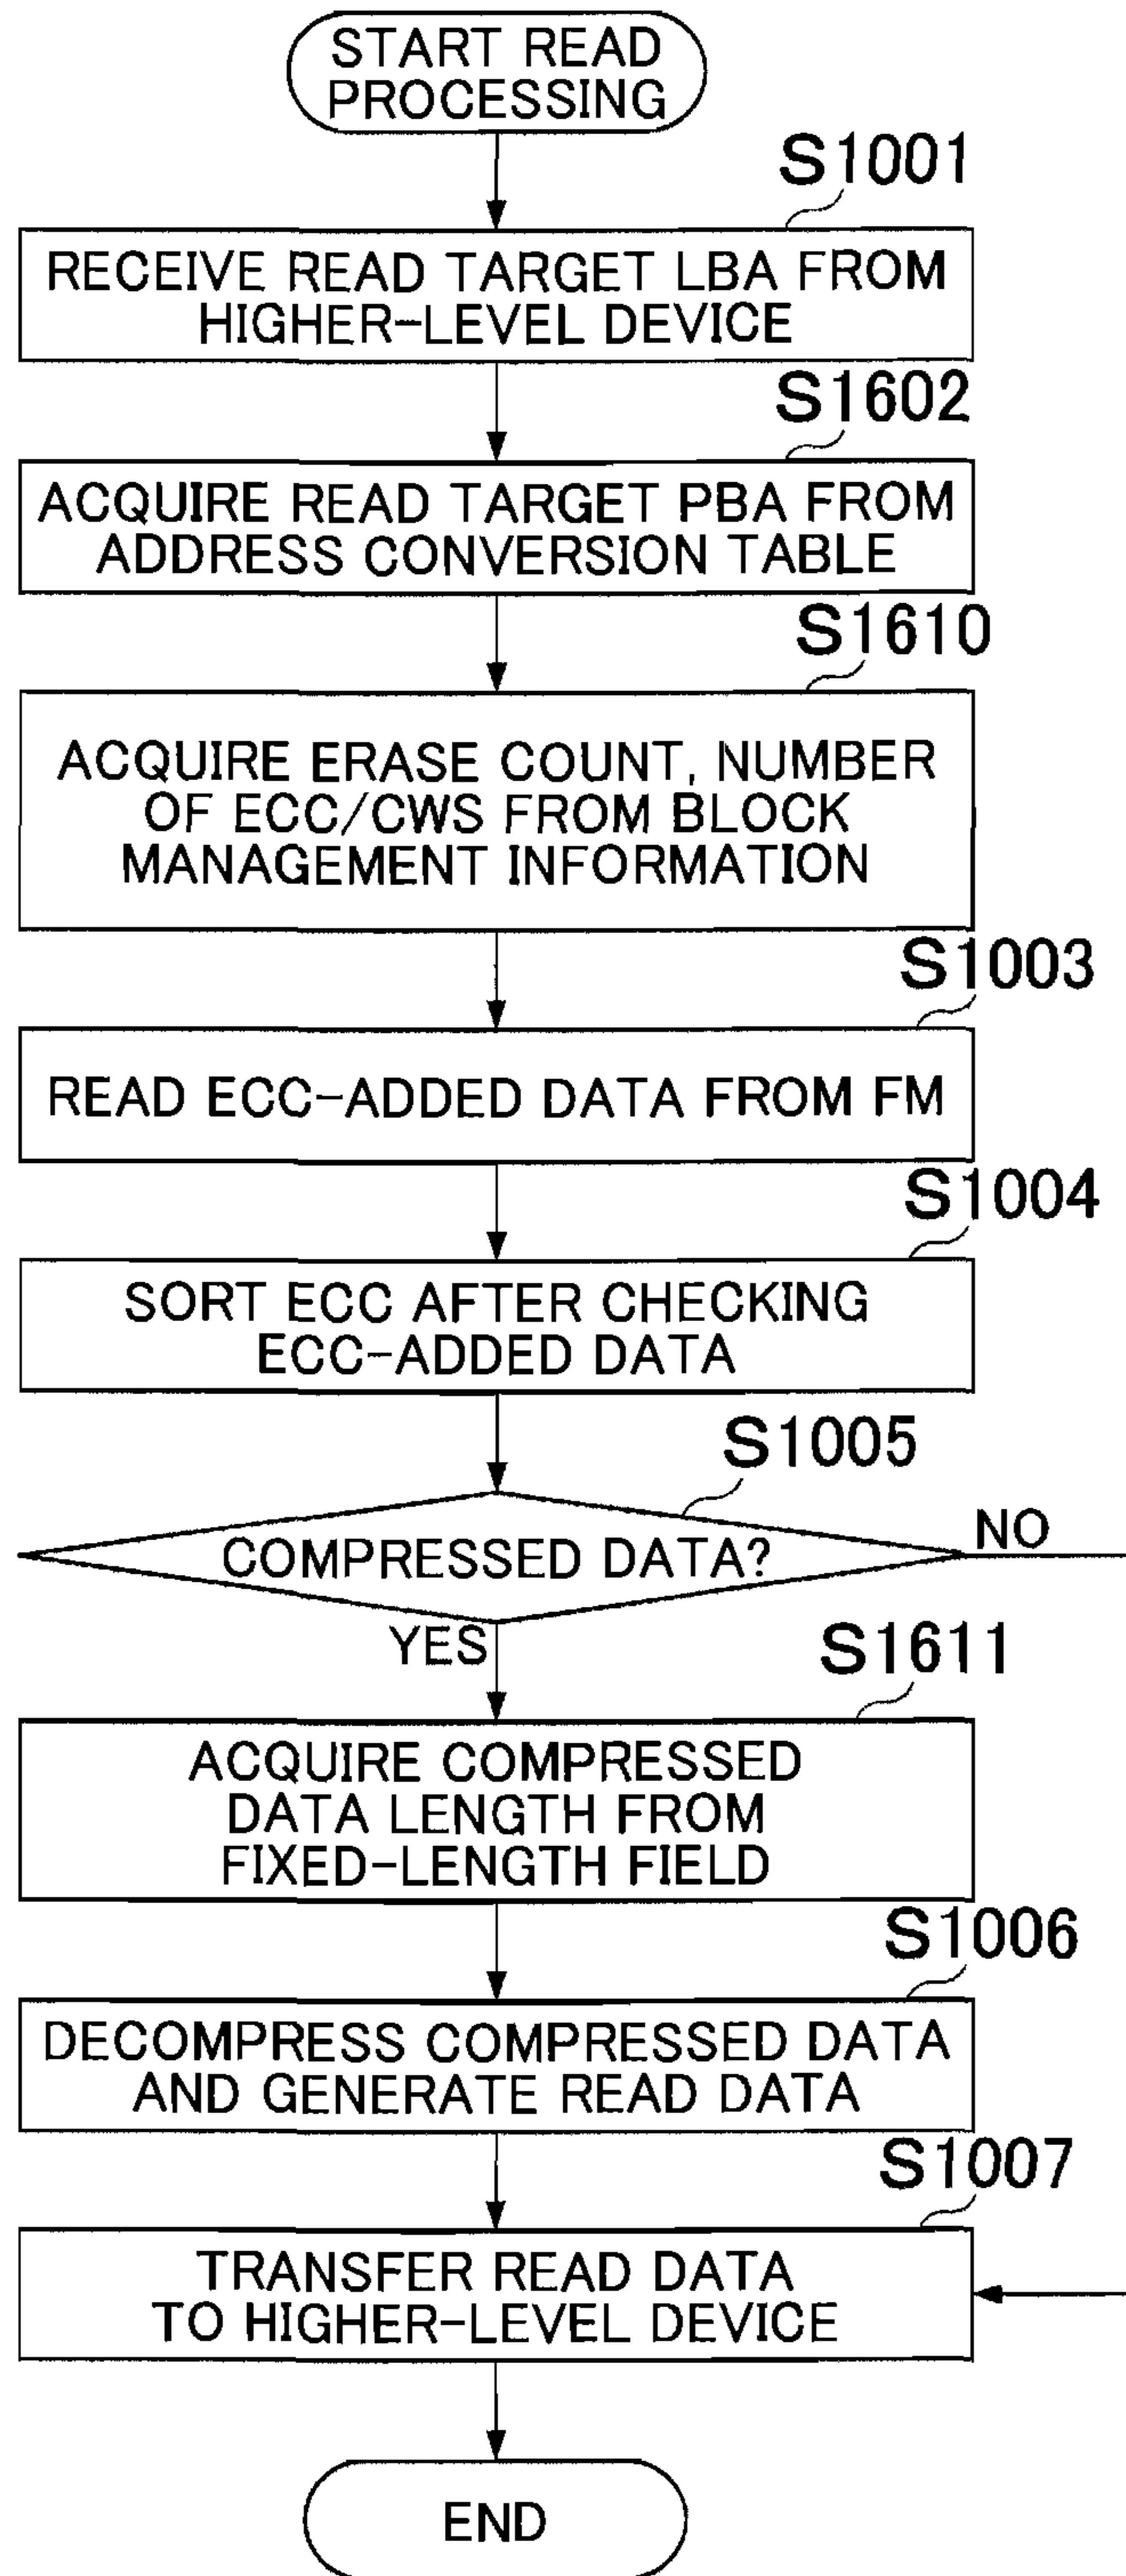 START READ
PROCESSING
S1001
RECEIVE READ TARGET LBA FROM
HIGHER-LEVEL DEVICE
S1602
ACQUIRE READ TARGET PBA FROM
ADDRESS CONVERSION TABLE
S1610
ACQUIRE ERASE COUNT, NUMBER
OF ECC/CWS FROM BLOCK
MANAGEMENT INFORMATION
S1003
READ ECC-ADDED DATA FROM FM
S1004
SORT ECC AFTER CHECKING
ECC-ADDED DATA
S1005
COMPRESSED DATA?
NO
YES
S1611
ACQUIRE COMPRESSED
DATA LENGTH FROM
FIXED-LENGTH FIELD
S1006
DECOMPRESS COMPRESSED DATA
AND GENERATE READ DATA
S1007
TRANSFER READ DATA
TO HIGHER-LEVEL DEVICE
END